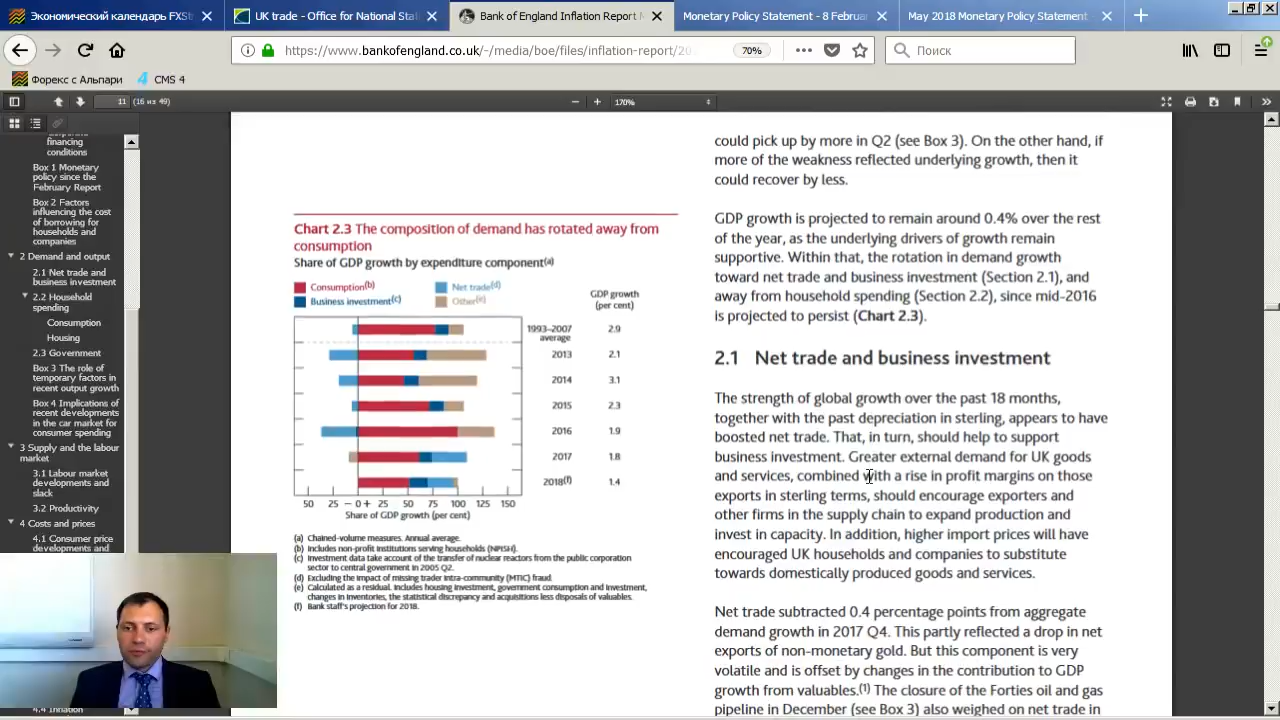 Экономический календарь FXSt
UK trade - Office for National Stat
Bank of England Inflation Report M
Monetary Policy Statement - 8 Februar
May 2018 Monetary Policy Statement
https://www.bankofengland.co.uk/-/media/boe/files/inflation-report/20
70%
Поиск
Форекс с Альпари
CMS 4
11
(16 из 49)
170%
financing
conditions
Box 1 Monetary
policy since the
February Report
Box 2 Factors
influencing the cost
of borrowing for
households and
companies
2 Demand and output
2.1 Net trade and
business investment
2.2 Household
spending
Consumption
Housing
2.3 Government
Box 3 The role of
temporary factors in
recent output growth
Box 4 Implications of
recent developments
in the car market for
consumer spending
3 Supply and the labour
market
3.1 Labour market
developments and
slack
3.2 Productivity
4 Costs and prices
4.1 Consumer price
developments and
4.4 Inflation
Chart 2.3 The composition of demand has rotated away from
consumption
Share of GDP growth by expenditure component(a)
Consumption(b)
Net trade(d)
Business investment(c)
Other(e)
GDP growth
(per cent)
1993–2007
average
2.9
2013 2.1
2014 3.1
2015 2.3
2016 1.9
2017 1.8
2018(f) 1.4
50 25 – 0 + 25 50 75 100 125 150
Share of GDP growth (per cent)
(a) Chained-volume measures. Annual average.
(b) Includes non-profit institutions serving households (NPISH).
(c) Investment data take account of the transfer of nuclear reactors from the public corporation
sector to central government in 2005 Q2.
(d) Excluding the impact of missing trader intra-community (MTIC) fraud.
(e) Calculated as a residual. Includes housing investment, government consumption and investment,
changes in inventories, the statistical discrepancy and acquisitions less disposals of valuables.
(f) Bank staff's projection for 2018.
could pick up by more in Q2 (see Box 3). On the other hand, if
more of the weakness reflected underlying growth, then it
could recover by less.
GDP growth is projected to remain around 0.4% over the rest
of the year, as the underlying drivers of growth remain
supportive. Within that, the rotation in demand growth
toward net trade and business investment (Section 2.1), and
away from household spending (Section 2.2), since mid-2016
is projected to persist (Chart 2.3).
2.1 Net trade and business investment
The strength of global growth over the past 18 months,
together with the past depreciation in sterling, appears to have
boosted net trade. That, in turn, should help to support
business investment. Greater external demand for UK goods
and services, combined with a rise in profit margins on those
exports in sterling terms, should encourage exporters and
other firms in the supply chain to expand production and
invest in capacity. In addition, higher import prices will have
encouraged UK households and companies to substitute
towards domestically produced goods and services.
Net trade subtracted 0.4 percentage points from aggregate
demand growth in 2017 Q4. This partly reflected a drop in net
exports of non-monetary gold. But this component is very
volatile and is offset by changes in the contribution to GDP
growth from valuables.(1) The closure of the Forties oil and gas
pipeline in December (see Box 3) also weighed on net trade in